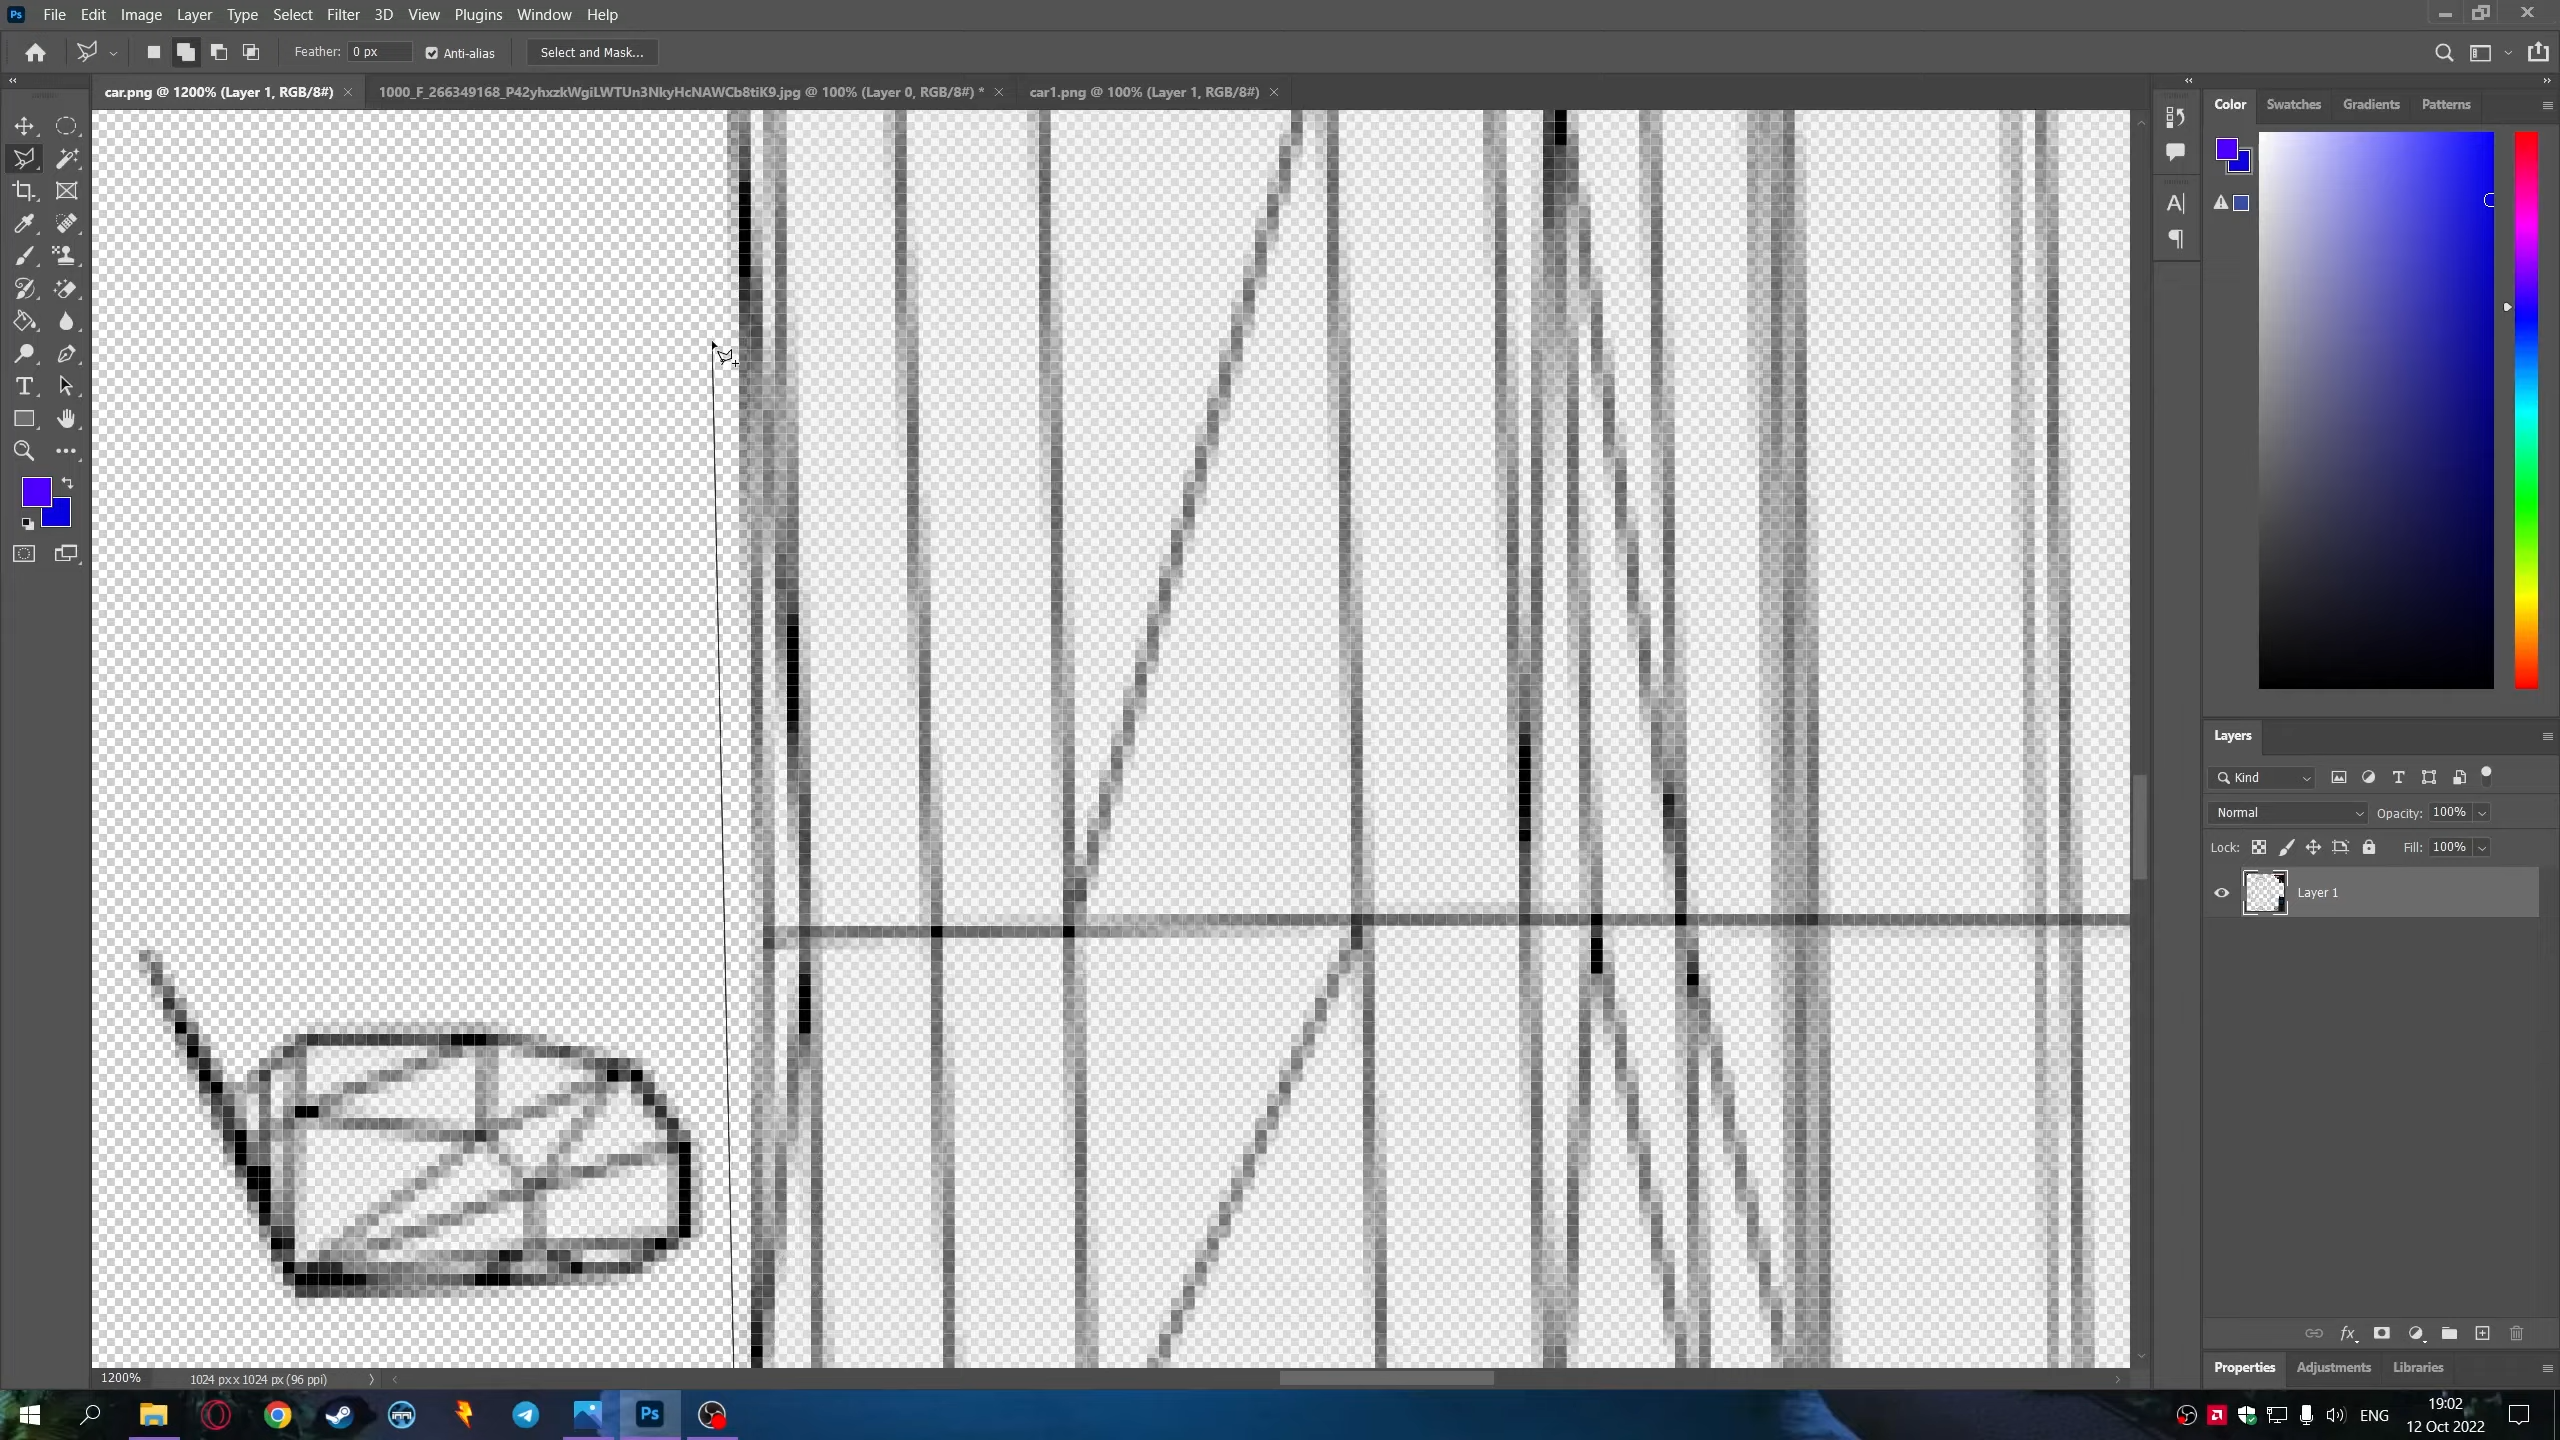 Ps File Edit Image Layer Type Select Filter 3D View Plugins Window Help
Feather: 0 px Anti-alias Select and Mask...
car.png @ 1200% (Layer 1, RGB/8#) 1000_F_266349168_P42yhxzkWgiLWTUn3NkyHcNAWCb8tiK9.jpg @ 100% (Layer 0, RGB/8#) * car1.png @ 100% (Layer 1, RGB/8#)
Color Swatches Gradients Patterns
Layers
Kind
Normal Opacity: 100%
Lock: Fill: 100%
Layer 1
Properties Adjustments Libraries
1200% 1024 px x 1024 px (96 ppi)
Ps
ENG
19:02
12 Oct 2022